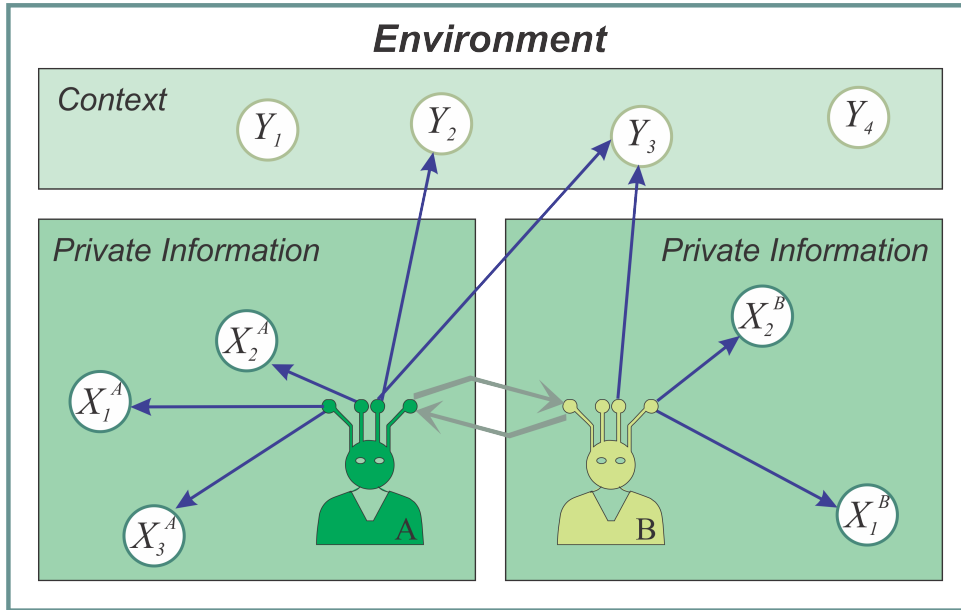 Environment
Context
Y₁ Y₂ Y₃ Y₄
Private Information
Private Information
X₂ᴬ
X₁ᴬ
X₃ᴬ
A
X₂ᴮ
X₁ᴮ
B